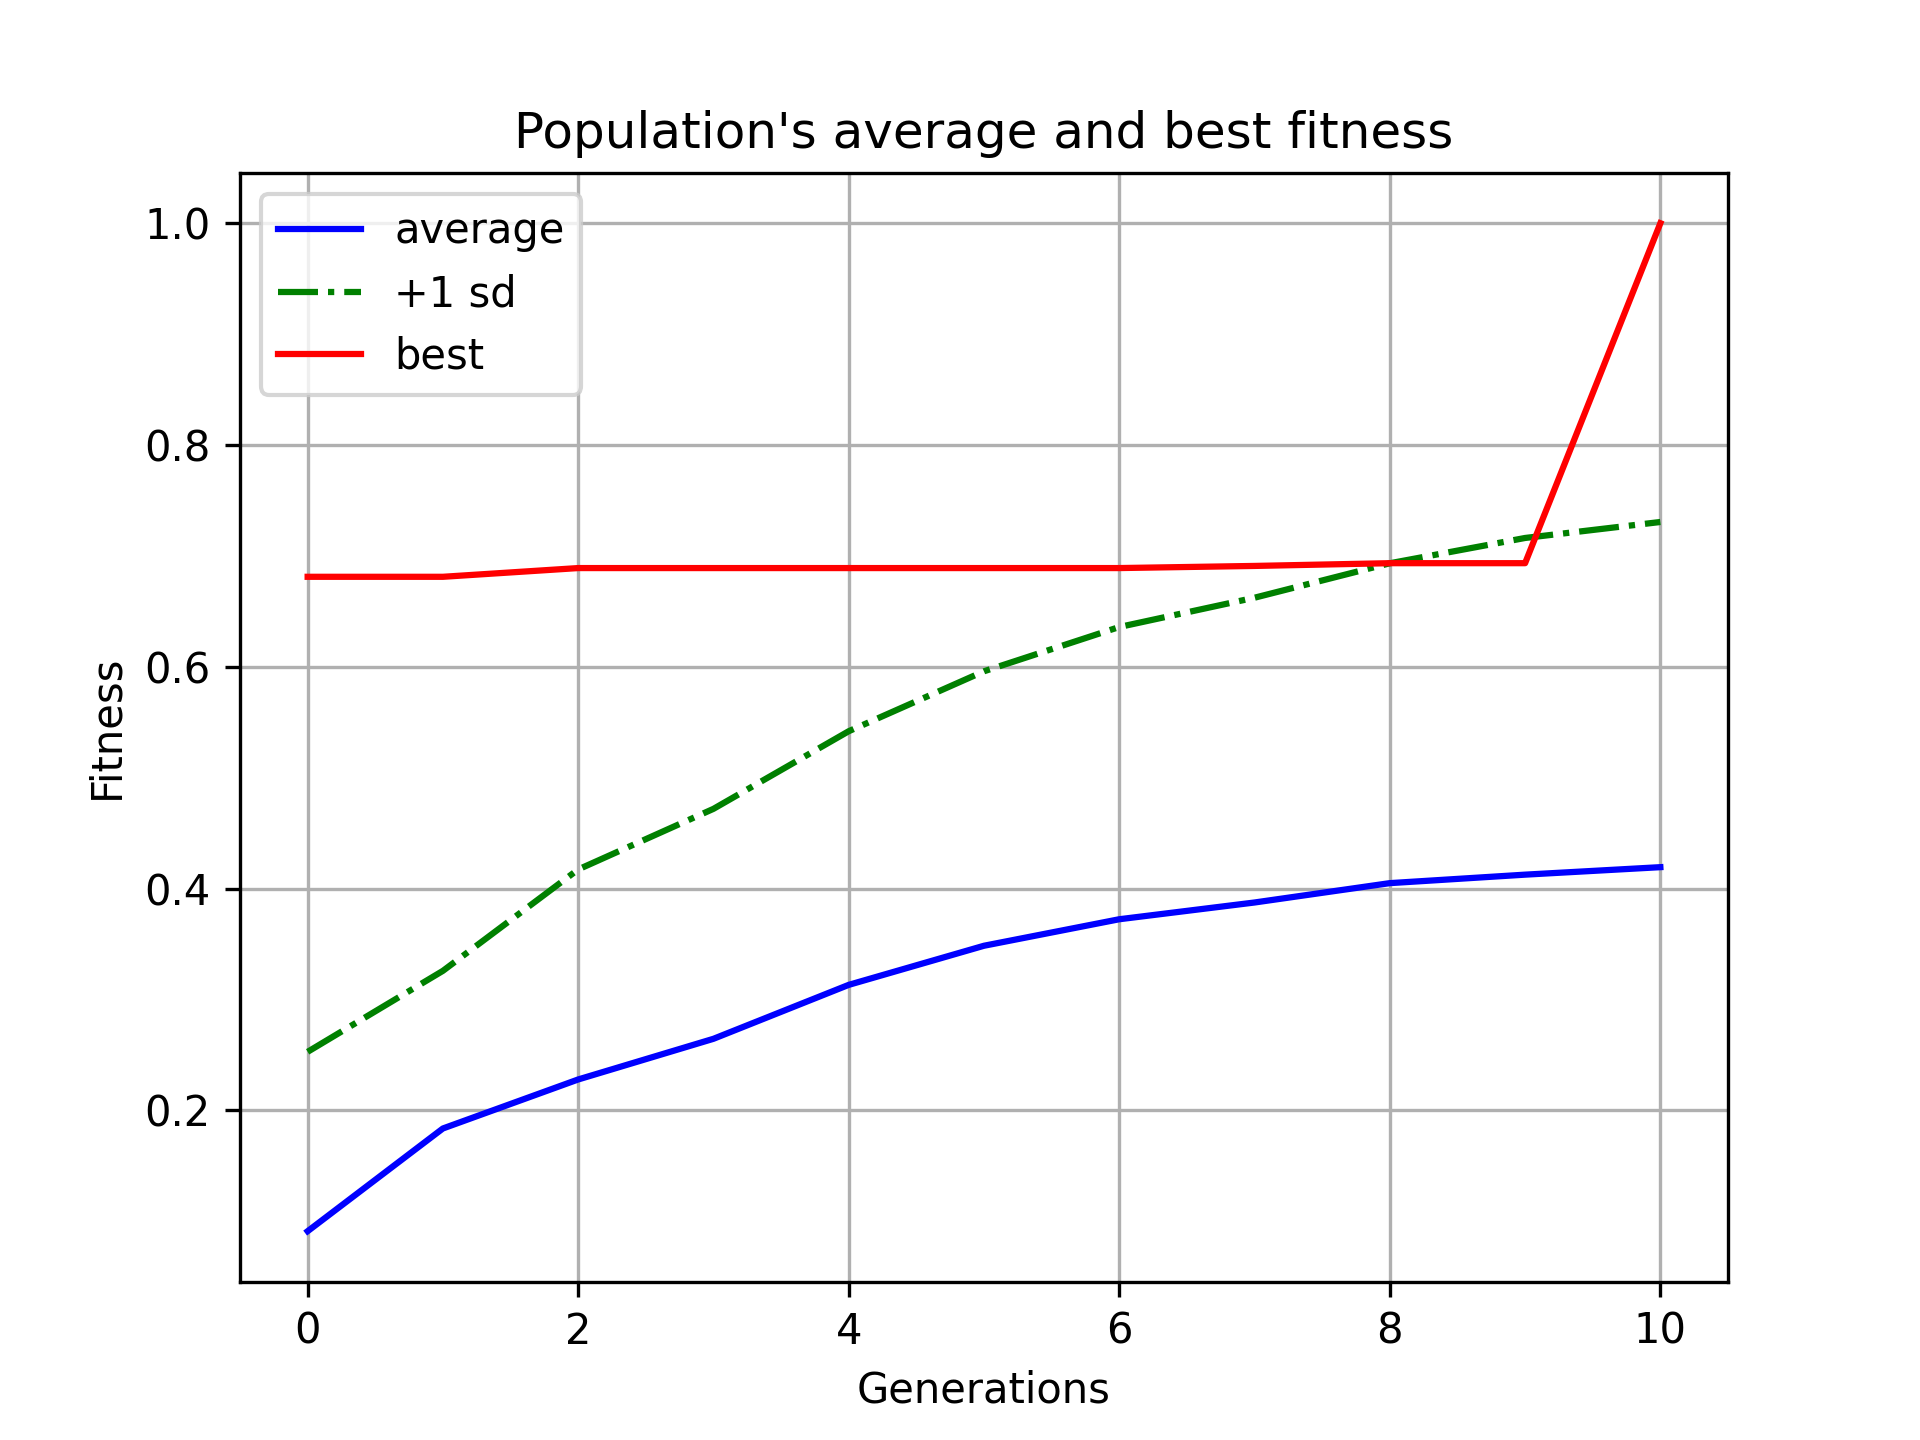 Population's average and best fitness
average
+1 sd
best
1.0
0.8
0.6
0.4
0.2
Fitness
0 2 4 6 8 10
Generations